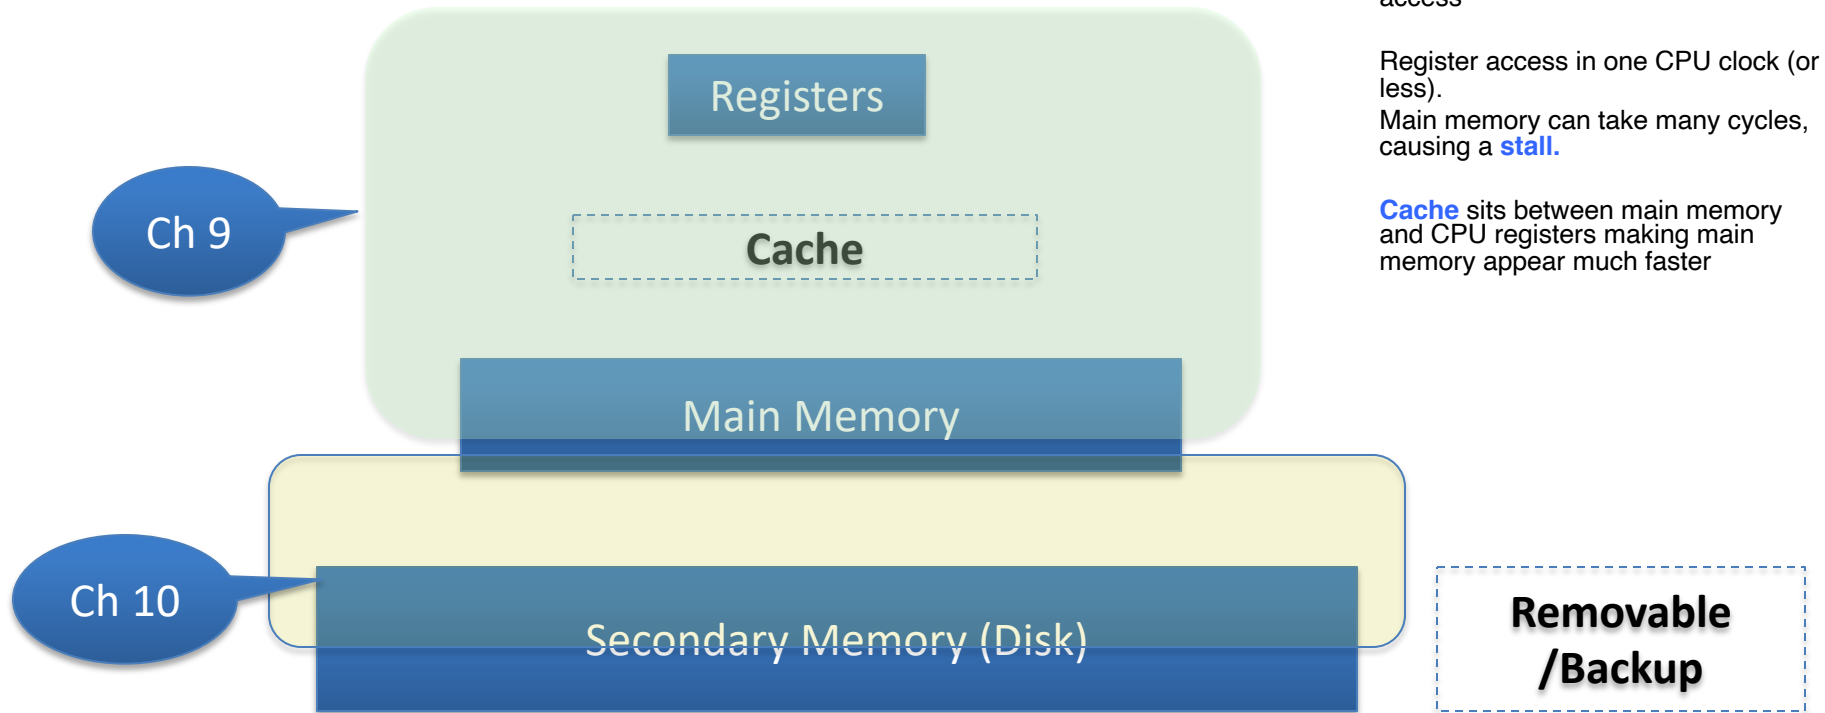 access
Registers
Register access in one CPU clock (or
less).
Main memory can take many cycles,
causing a stall.
Ch 9
Cache
Cache sits between main memory
and CPU registers making main
memory appear much faster
Main Memory
Ch 10
Secondary Memory (Disk)
Removable
/Backup